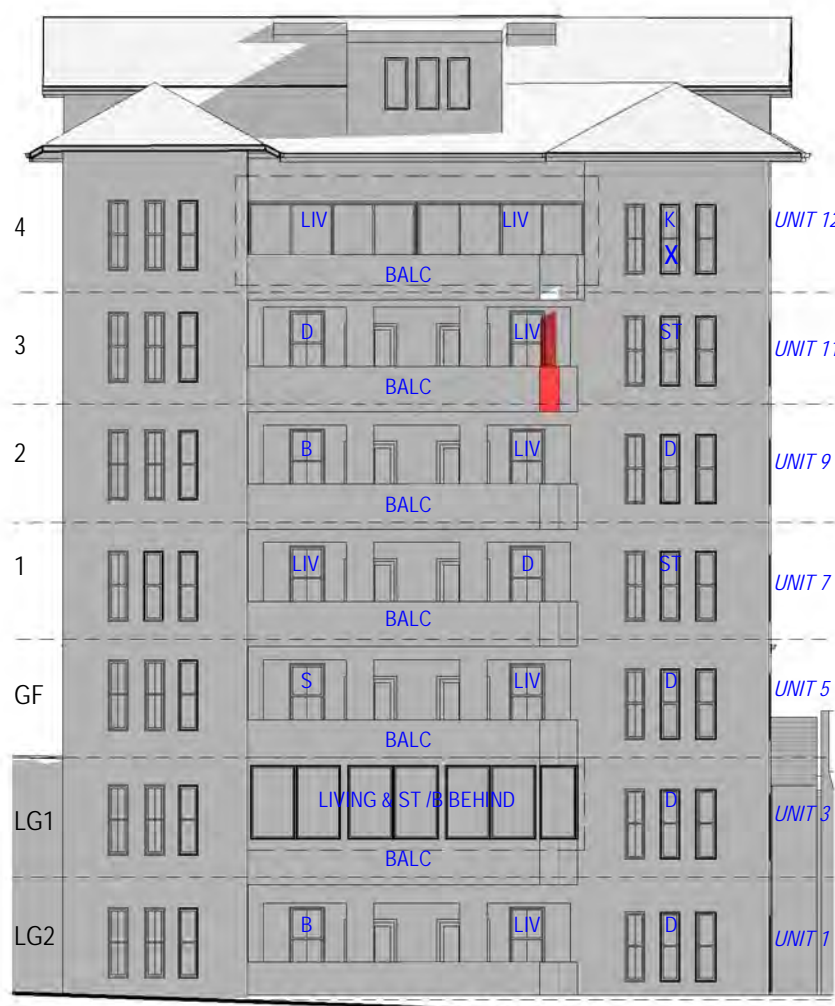 4 LIV LIV K UNIT 12
X
BALC
3 D LIV ST UNIT 11
BALC
2 B LIV D UNIT 9
BALC
1 LIV D ST UNIT 7
BALC
GF S LIV D UNIT 5
BALC
LG1 LIVING & ST /B BEHIND D UNIT 3
BALC
LG2 B LIV D UNIT 1